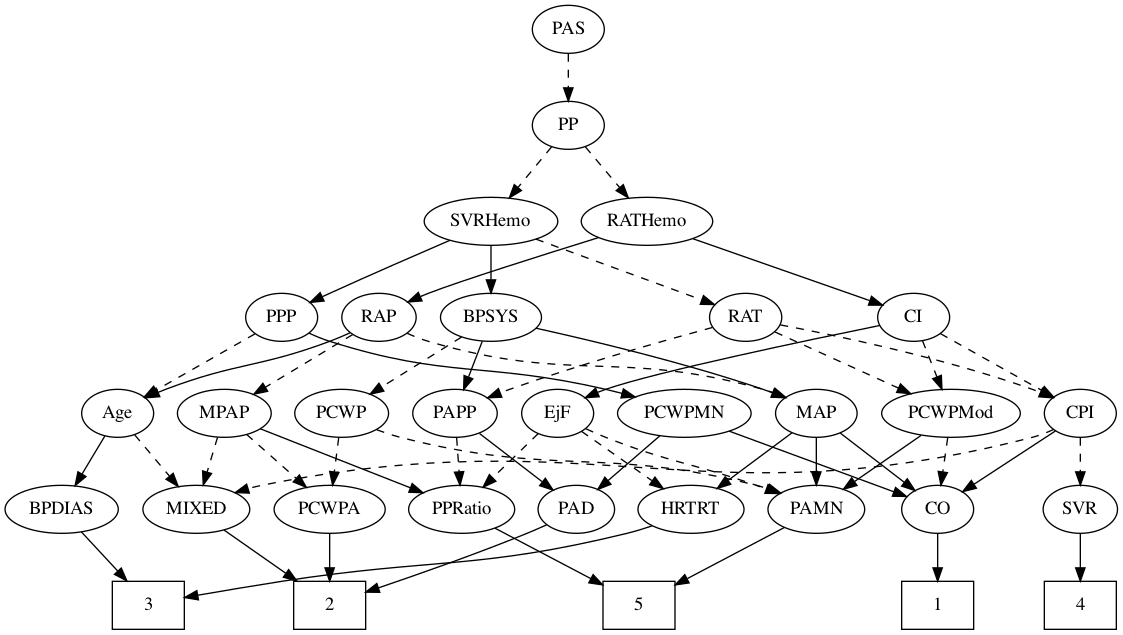 PAS
PP
SVRHemo RATHemo
PPP RAP BPSYS RAT CI
Age MPAP PCWP PAPP EjF PCWPMN MAP PCWPMod CPI
BPDIAS MIXED PCWPA PPRatio PAD HRTRT PAMN CO SVR
3 2 5 1 4